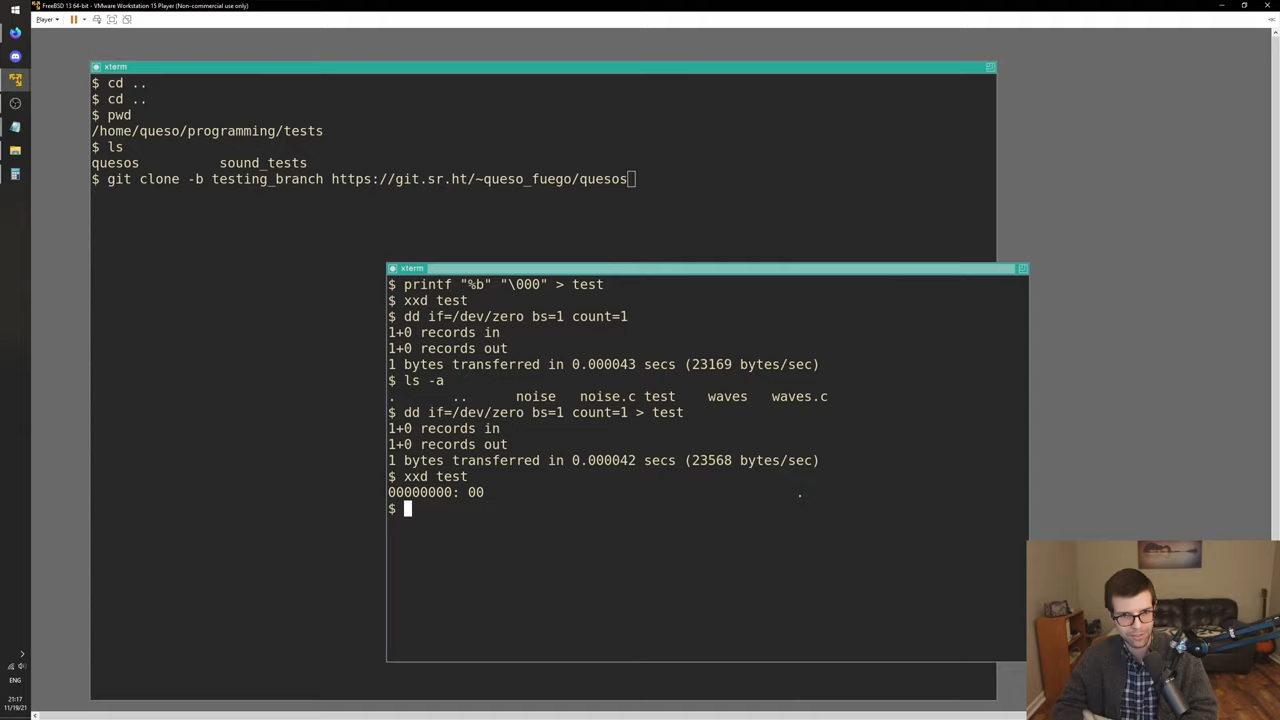 FreeBSD 13 64-bit - VMware Workstation 15 Player (Non-commercial use only)
Player
xterm
$ cd ..
$ cd ..
$ pwd
/home/queso/programming/tests
$ ls
quesos sound_tests
$ git clone -b testing_branch https://git.sr.ht/~queso_fuego/quesos
xterm
$ printf "%b" "\000" > test
$ xxd test
$ dd if=/dev/zero bs=1 count=1
1+0 records in
1+0 records out
1 bytes transferred in 0.000043 secs (23169 bytes/sec)
$ ls -a
. .. noise noise.c test waves waves.c
$ dd if=/dev/zero bs=1 count=1 > test
1+0 records in
1+0 records out
1 bytes transferred in 0.000042 secs (23568 bytes/sec)
$ xxd test
00000000: 00 .
$
ENG
21:17
11/19/21